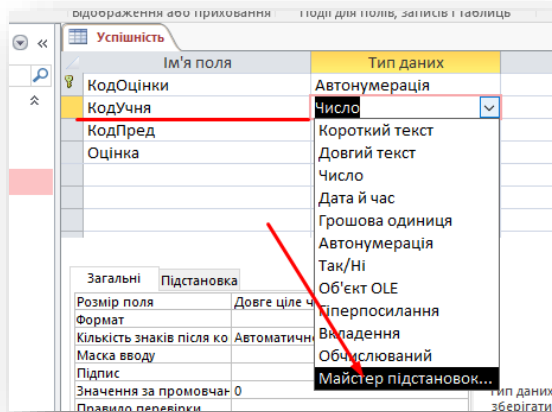 Відображення або приховання
Події для полів, записів і таблиць
Успішність
Ім'я поля
Тип даних
КодОцінки
Автонумерація
КодУчня
Число
КодПред
Оцінка
Короткий текст
Довгий текст
Число
Дата й час
Грошова одиниця
Автонумерація
Так/Ні
Об'єкт OLE
Гіперпосилання
Вкладення
Обчислюваний
Майстер підстановок...
Загальні
Підстановка
Розмір поля
Довге ціле ч
Формат
Кількість знаків після ко
Автоматичн
Маска вводу
Підпис
Значення за промовчан
0
Правило перевірки
тип даних
зберігати